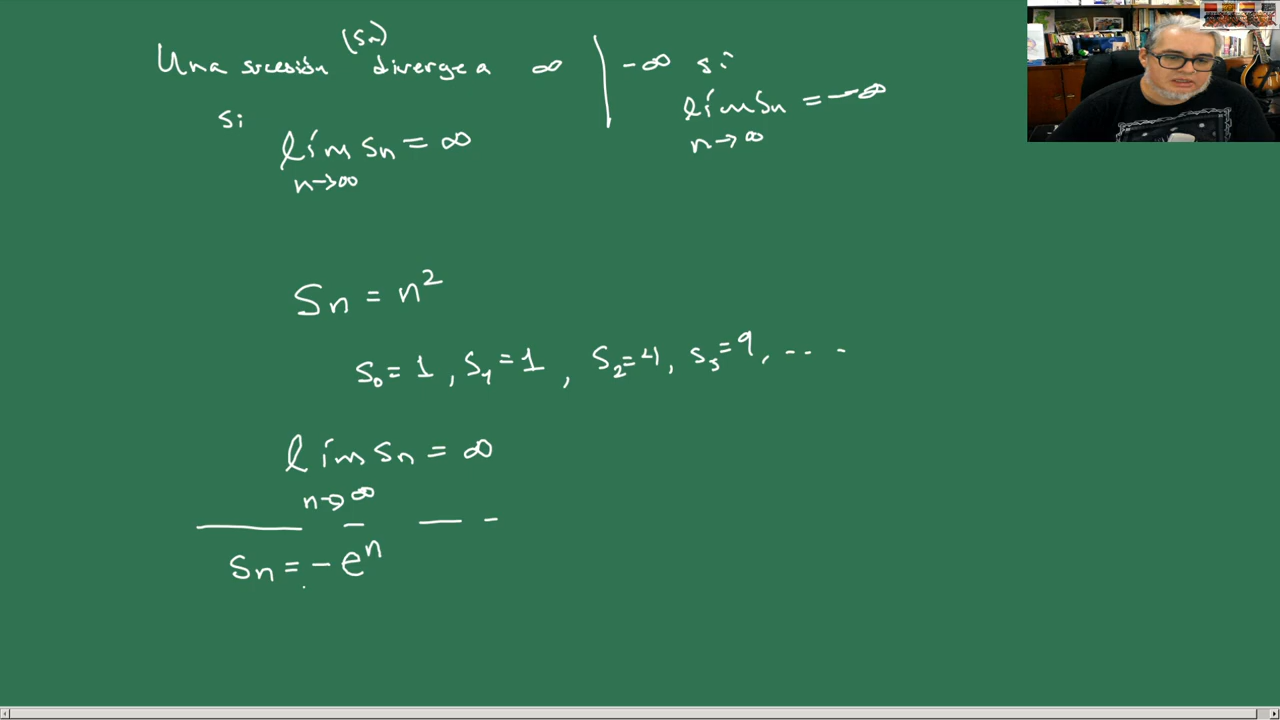 Una sucesión (Sn) diverge a ∞ | -∞ si
si lím Sn = ∞
n→∞
lím Sn = -∞
n→∞
Sn = n²
S₀ = 1, S₁ = 1, S₂ = 4, S₃ = 9, ...
lím Sn = ∞
n→∞
Sn = -eⁿ